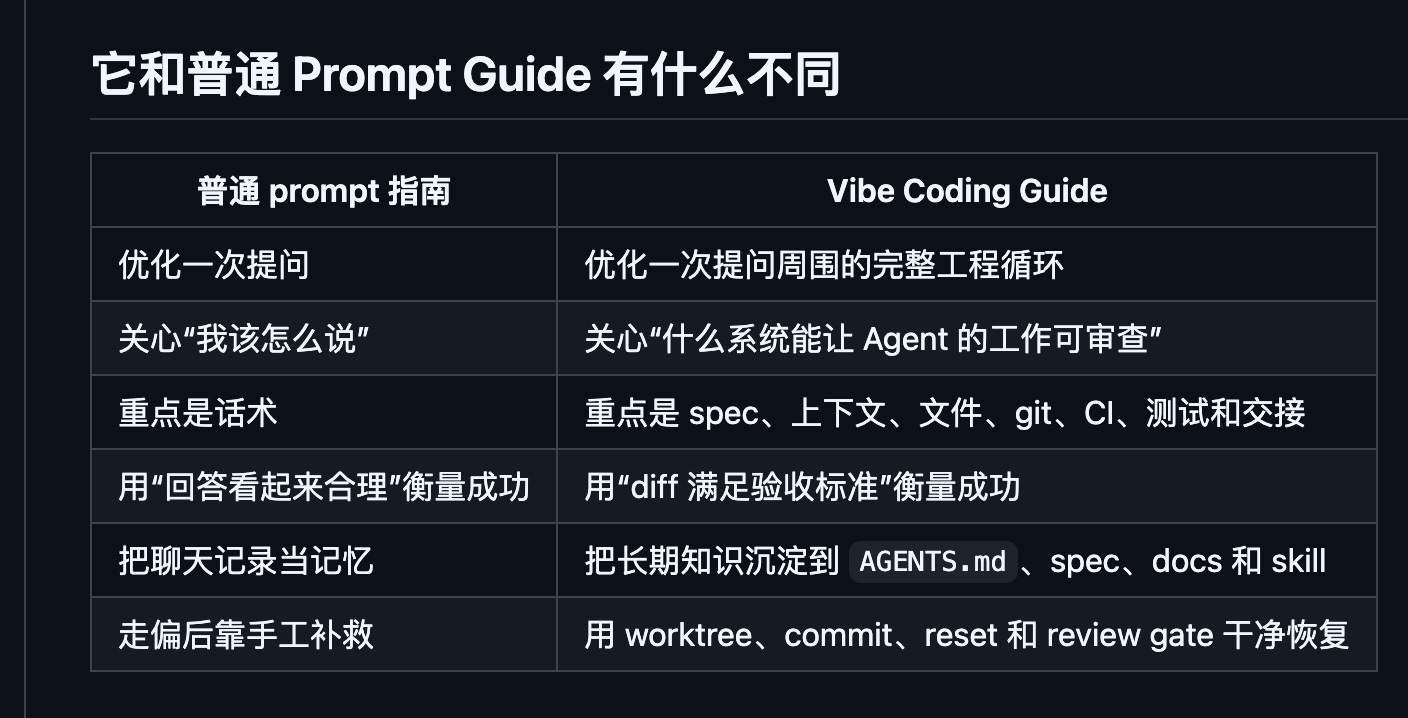 它和普通 Prompt Guide 有什么不同
普通 prompt 指南
Vibe Coding Guide
优化一次提问
优化一次提问周围的完整工程循环
关心“我该怎么说”
关心“什么系统能让 Agent 的工作可审查”
重点是话术
重点是 spec、上下文、文件、git、CI、测试和交接
用“回答看起来合理”衡量成功
用“diff 满足验收标准”衡量成功
把聊天记录当记忆
把长期知识沉淀到 AGENTS.md 、spec、docs 和 skill
走偏后靠手工补救
用 worktree、commit、reset 和 review gate 干净恢复